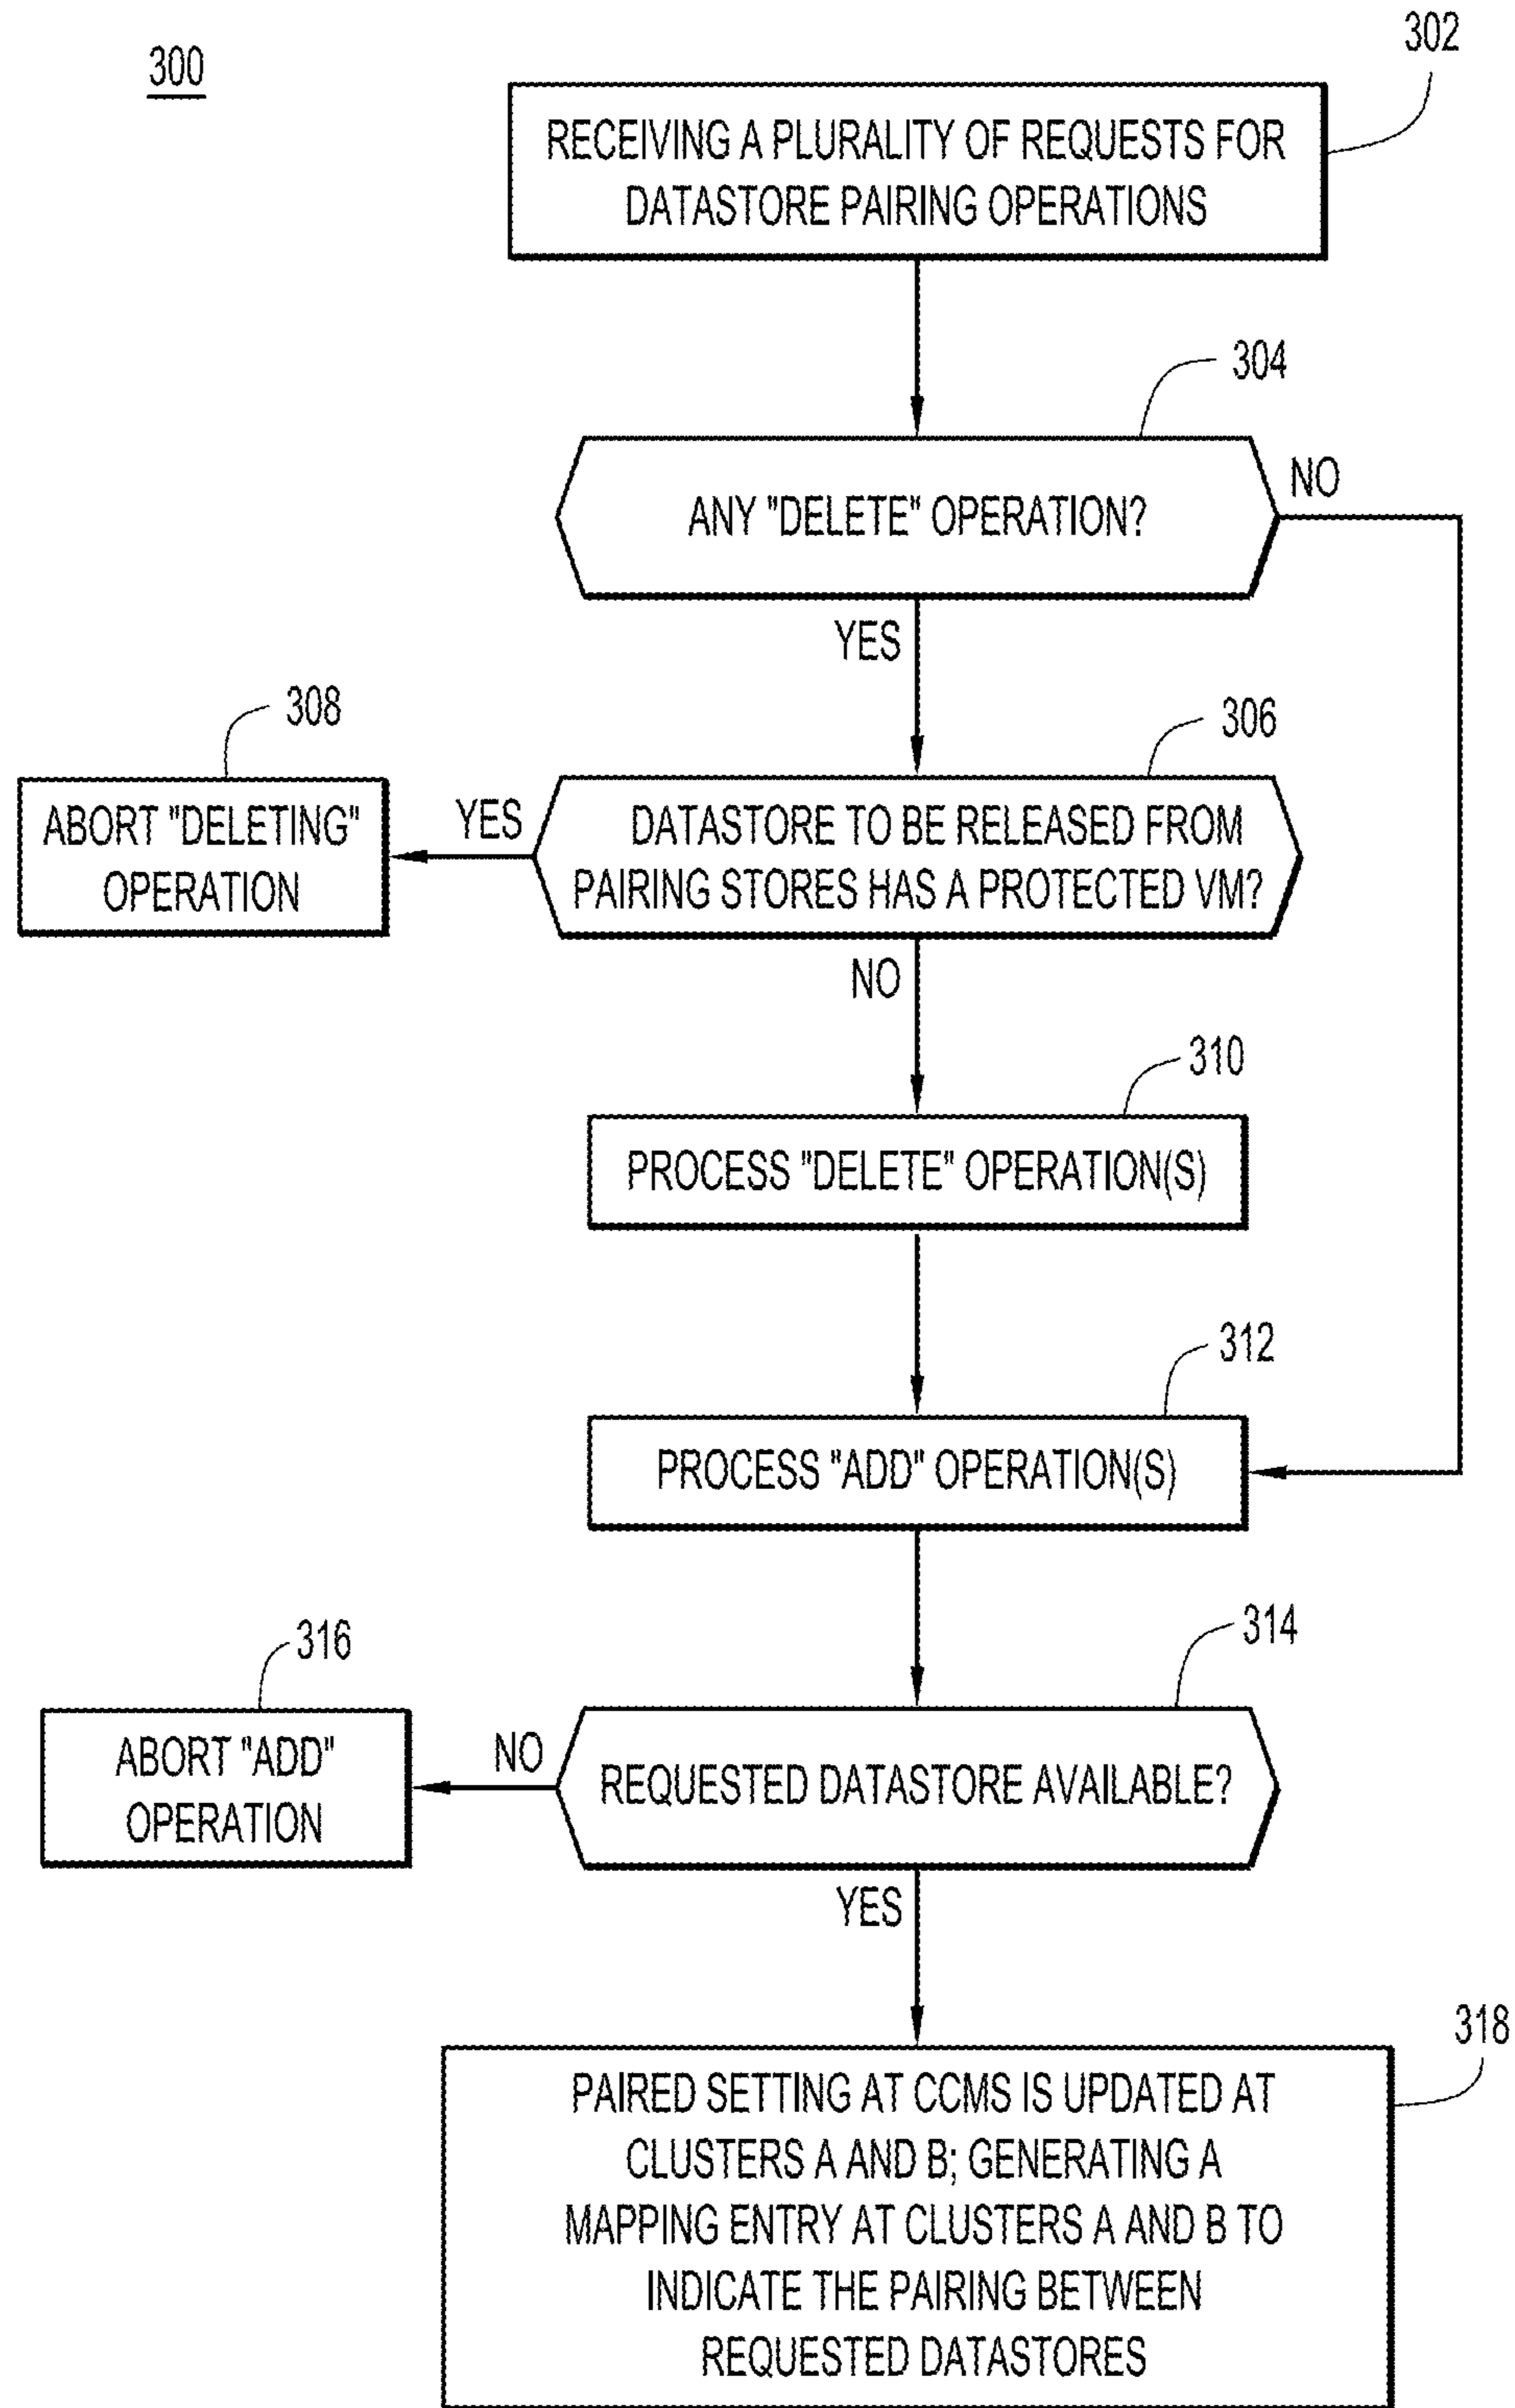 300
302
RECEIVING A PLURALITY OF REQUESTS FOR
DATASTORE PAIRING OPERATIONS
304
ANY "DELETE" OPERATION?
NO
YES
308
306
ABORT "DELETING"
OPERATION
YES
DATASTORE TO BE RELEASED FROM
PAIRING STORES HAS A PROTECTED VM?
NO
310
PROCESS "DELETE" OPERATION(S)
312
PROCESS "ADD" OPERATION(S)
316
314
ABORT "ADD"
OPERATION
NO
REQUESTED DATASTORE AVAILABLE?
YES
318
PAIRED SETTING AT CCMS IS UPDATED AT
CLUSTERS A AND B; GENERATING A
MAPPING ENTRY AT CLUSTERS A AND B TO
INDICATE THE PAIRING BETWEEN
REQUESTED DATASTORES